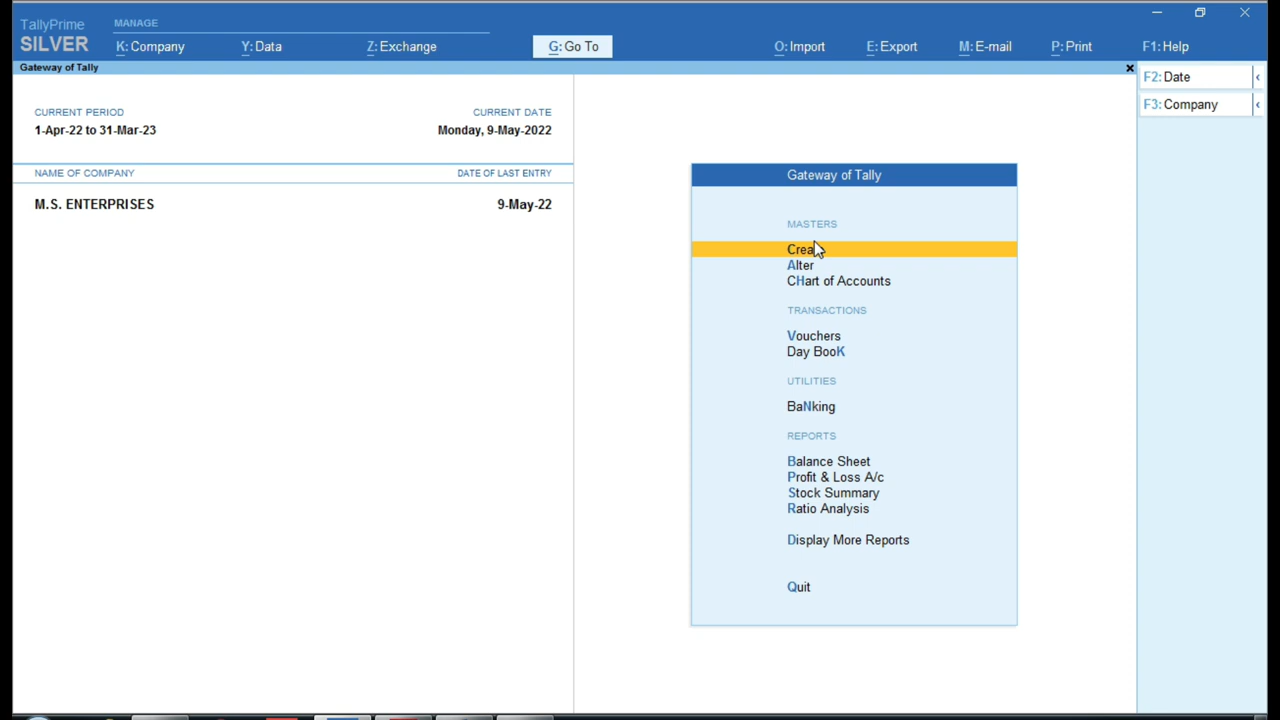 TallyPrime
SILVER
MANAGE
K: Company
Y: Data
Z: Exchange
G: Go To
O: Import
E: Export
M: E-mail
P: Print
F1: Help
Gateway of Tally
F2: Date
F3: Company
CURRENT PERIOD
CURRENT DATE
1-Apr-22 to 31-Mar-23
Monday, 9-May-2022
NAME OF COMPANY
DATE OF LAST ENTRY
M.S. ENTERPRISES
9-May-22
Gateway of Tally
MASTERS
Alter
CHart of Accounts
TRANSACTIONS
Vouchers
Day BooK
UTILITIES
BaNking
REPORTS
Balance Sheet
Profit & Loss A/c
Stock Summary
Ratio Analysis
Display More Reports
Quit